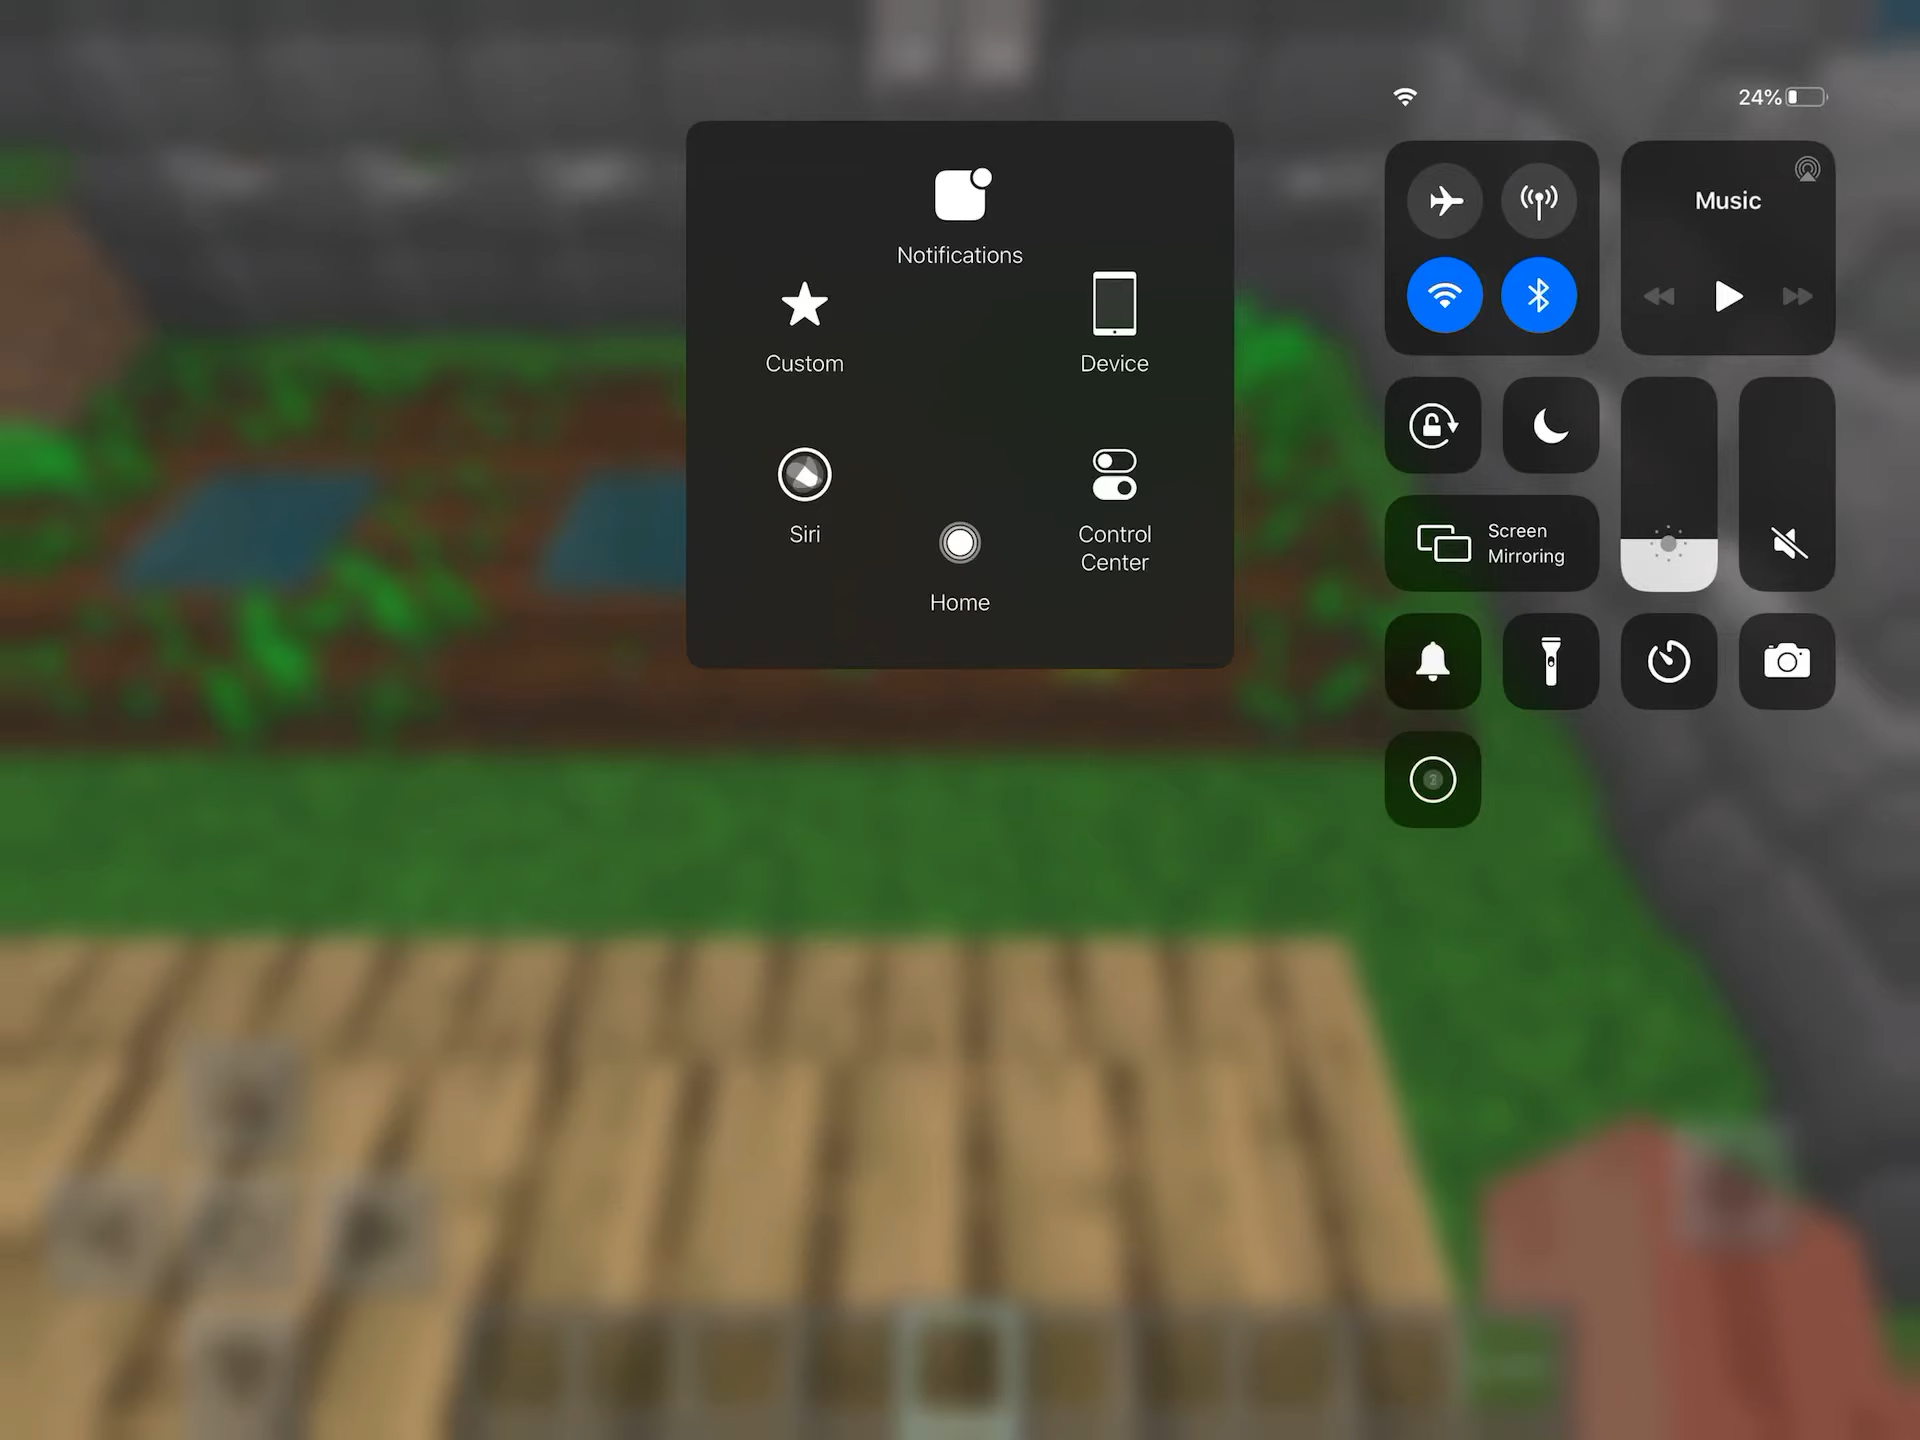 24%
Notifications
Music
Custom
Device
Siri
Control
Center
Home
Screen
Mirroring